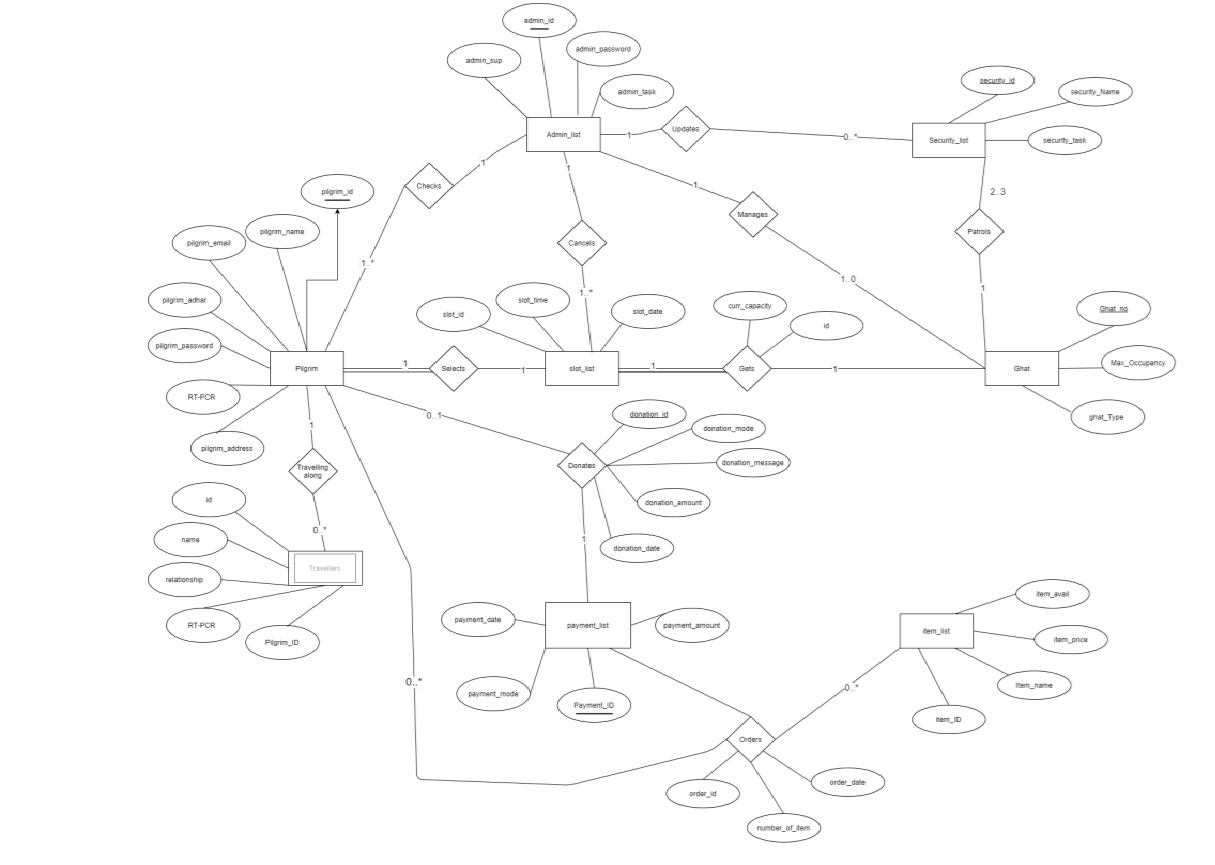 admin_id
admin_password
admin_sup
admin_task
security_id
security_Name
Admin_list
1
Updates
0..*
Security_list
security_task
1
1
1
Checks
pilgrim_id
2..3
Manages
pilgrim_name
pilgrim_email
Patrols
Cancels
1..*
1..0
1..*
1
pilgrim_adhar
slot_time
slot_id
slot_date
curr_capacity
id
Ghat_no
pilgrim_password
Pilgrim
1
Selects
1
slot_list
1
Gets
1
Ghat
Max_Occupancy
RT-PCR
0..1
donation_id
donation_mode
ghat_Type
1
pilgrim_address
Travelling
along
Donates
donation_message
id
donation_amount
0..*
name
1
donation_date
Travellers
relationship
RT-PCR
Pilgrim_ID
payment_date
payment_list
payment_amount
item_avail
item_list
item_price
0..*
payment_mode
Payment_ID
0..*
Item_name
item_ID
Orders
order_id
order_date
number_of_item